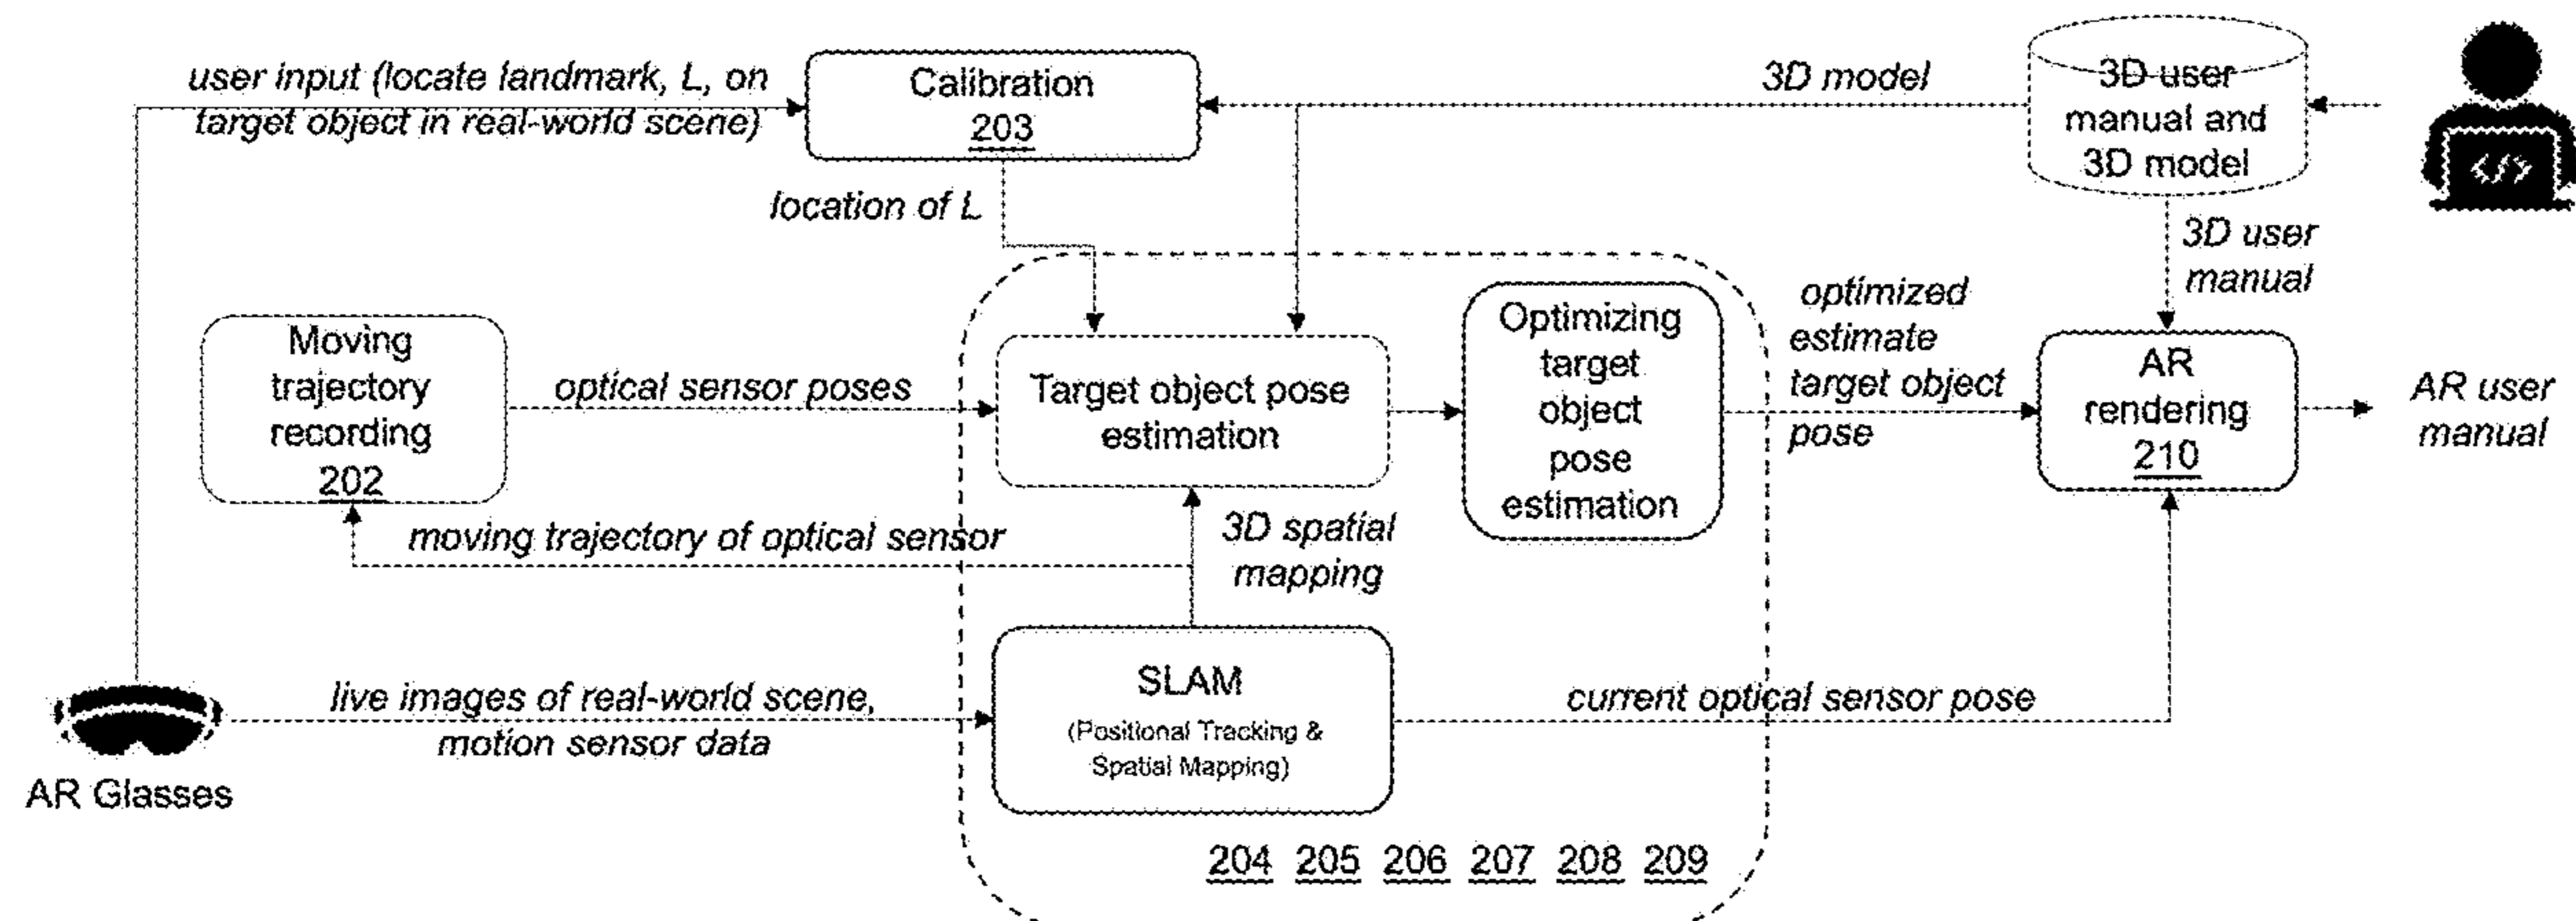 user input (locate landmark, L, on
target object in real-world scene)
Calibration
203
3D model
3D user
manual and
3D model
</>
location of L
3D user
manual
Moving
trajectory
recording
202
optical sensor poses
Target object pose
estimation
Optimizing
target
object
pose
estimation
optimized
estimate
target object
pose
AR
rendering
210
AR user
manual
moving trajectory of optical sensor
3D spatial
mapping
SLAM
(Positional Tracking &
Spatial Mapping)
live images of real-world scene,
motion sensor data
current optical sensor pose
AR Glasses
204 205 206 207 208 209